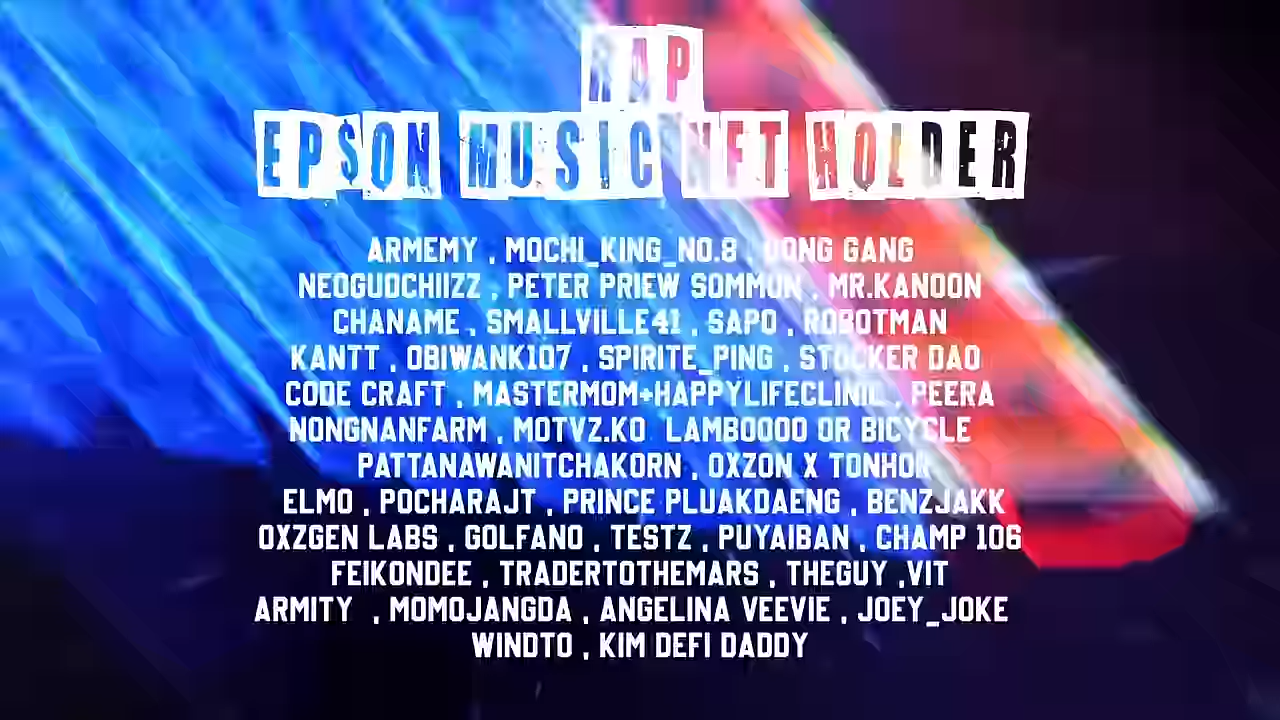 RAP
EP$ON MUSIC NFT HOLDER
ARMEMY , MOCHI_KING_NO.8 , DONG GANG
NEOGUOCHIIZZ , PETER PRIEW SOMMUN , MR.KANOON
CHANAME , SMALLVILLE41 , SAPO , ROBOTMAN
KANTT , OBIWANK107 , SPIRITE_PING , STOCKER DAO
CODE CRAFT , MASTERMOM+HAPPYLIFECLINIC , PEERA
NONGNANFARM , MOTVZ.KO LAMBOOOO OR BICYCLE
PATTANAWANITCHAKORN , OXZON X TONHOR
ELMO , POCHARAJT , PRINCE PLUAKDAENG , BENZJAKK
OXZGEN LABS , GOLFANO , TESTZ , PUYAIBAN , CHAMP 106
FEIKONDEE , TRADERTOTHEMARS , THEGUY ,VIT
ARMITY , MOMOJANGDA , ANGELINA VEEVIE , JOEY_JOKE
WINDTO , KIM DEFI DADDY